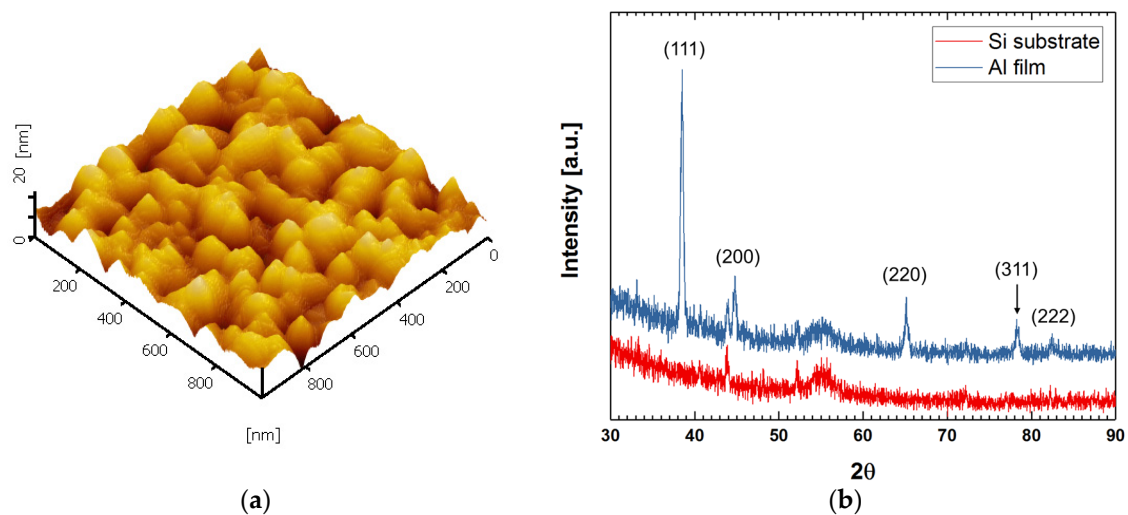 20 [nm]
0
200
400
600
800
[nm]
0
200
400
600
800
(a)
Si substrate
Al film
(111)
(200)
(220)
(311)
(222)
Intensity [a.u.]
30 40 50 60 70 80 90
2θ
(b)